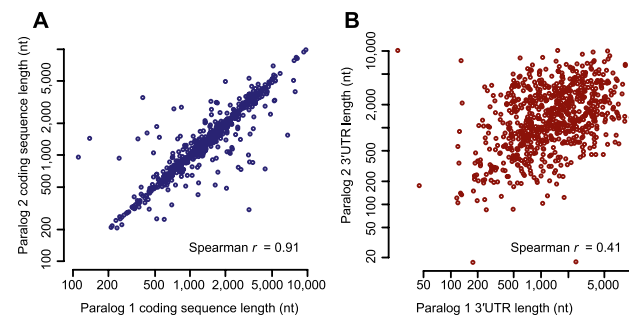 A
Paralog 2 coding sequence length (nt)
5,000
2,000
1,000
500
200
100
Spearman r = 0.91
100 200 500 1,000 2,000 5,000 10,000
Paralog 1 coding sequence length (nt)
B
Paralog 2 3'UTR length (nt)
10,000
2,000
500
200
100
50
20
Spearman r = 0.41
50 100 200 500 1,000 5,000
Paralog 1 3'UTR length (nt)